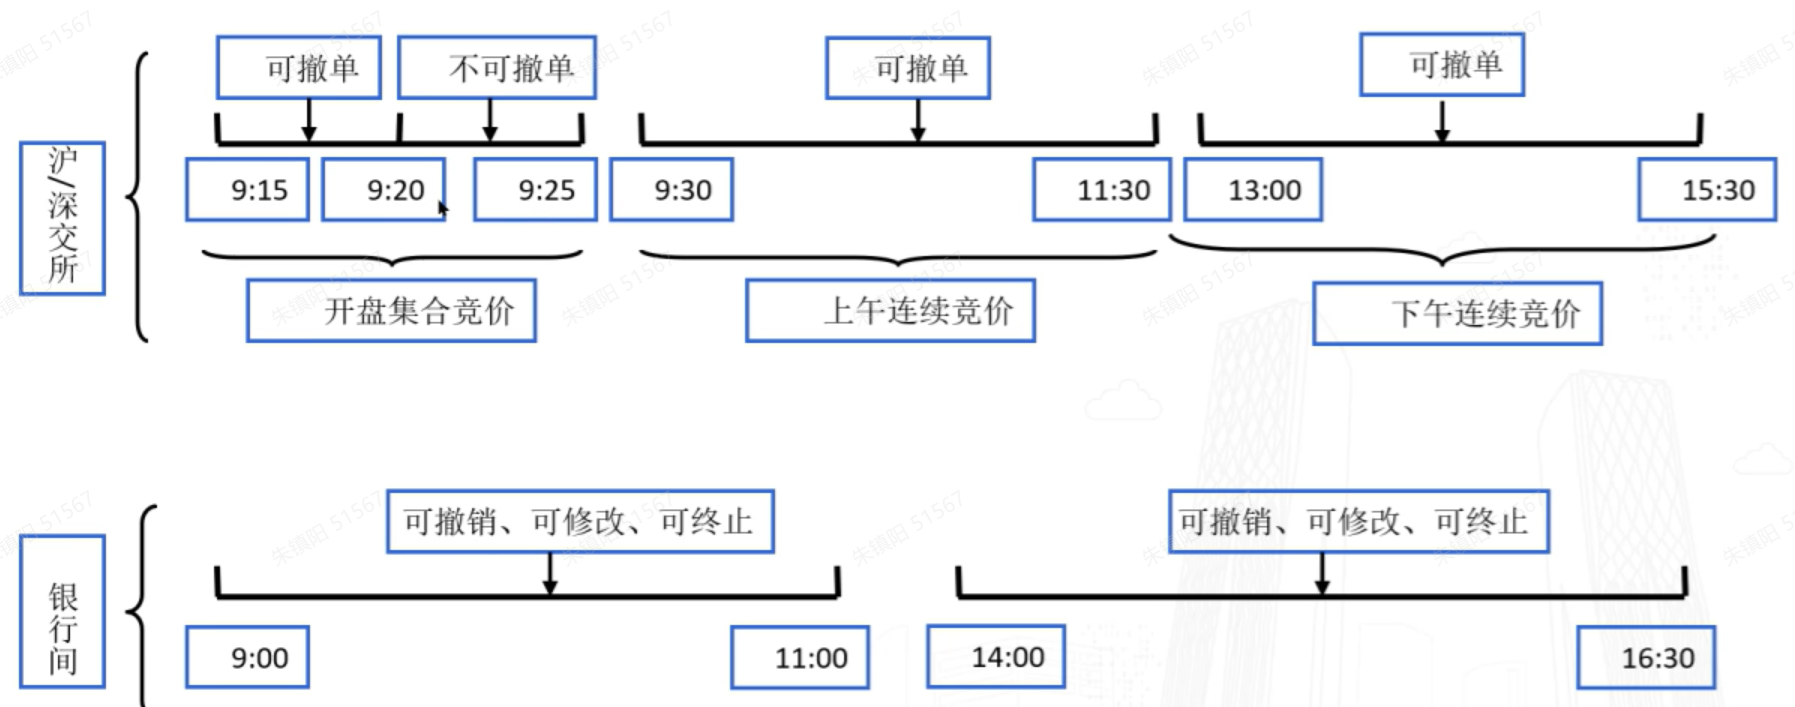 可撤单 不可撤单 可撤单 可撤单
沪/深交所
9:15 9:20 9:25 9:30 11:30 13:00 15:30
开盘集合竞价 上午连续竞价 下午连续竞价
可撤销、可修改、可终止 可撤销、可修改、可终止
银行间
9:00 11:00 14:00 16:30
朱镇阳 51567